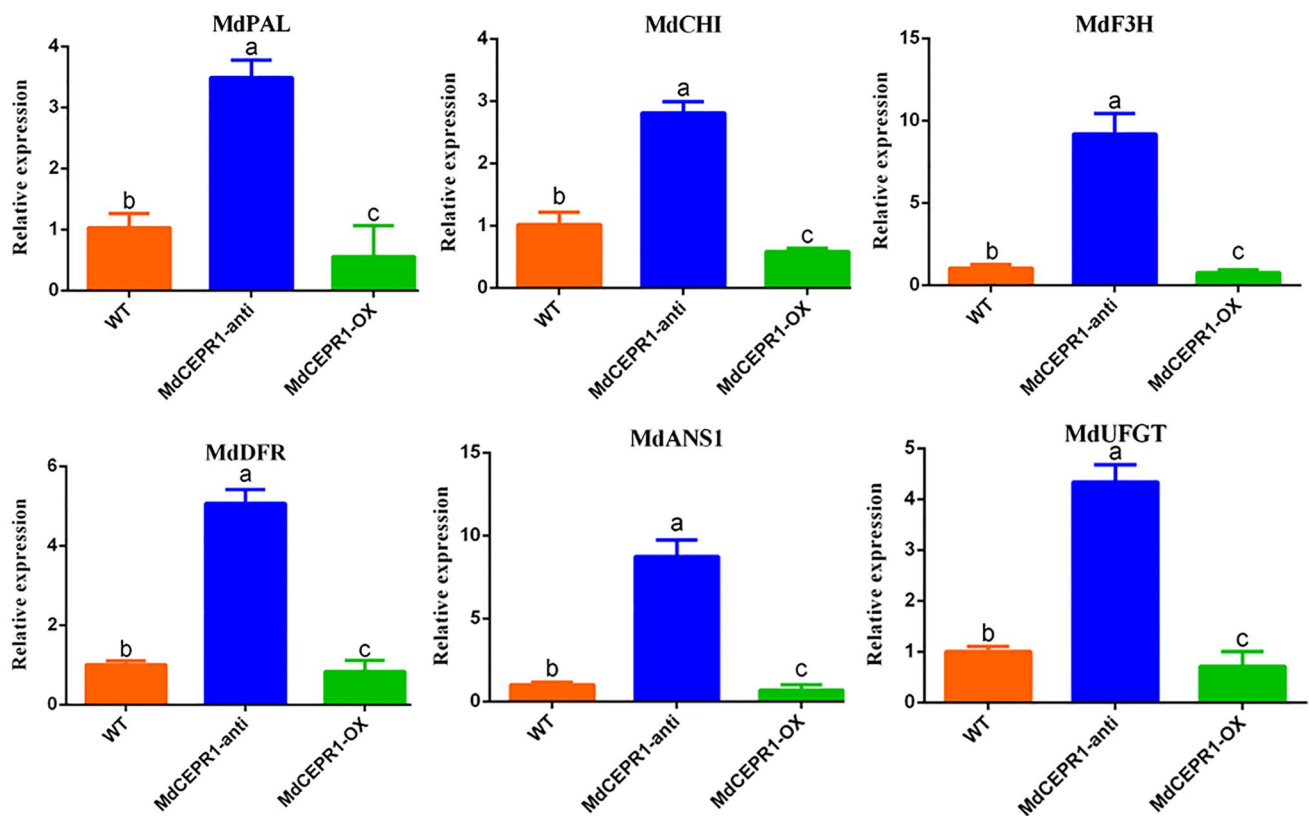 MdPAL
Relative expression
4
3
2
1
0
b
a
c
WT
MdCEPR1-anti
MdCEPR1-OX
MdCHI
Relative expression
4
3
2
1
0
b
a
c
WT
MdCEPR1-anti
MdCEPR1-OX
MdF3H
Relative expression
15
10
5
0
b
a
c
WT
MdCEPR1-anti
MdCEPR1-OX
MdDFR
Relative expression
6
4
2
0
b
a
c
WT
MdCEPR1-anti
MdCEPR1-OX
MdANS1
Relative expression
15
10
5
0
b
a
c
WT
MdCEPR1-anti
MdCEPR1-OX
MdUFGT
Relative expression
5
4
4
2
1
0
b
a
c
WT
MdCEPR1-anti
MdCEPR1-OX